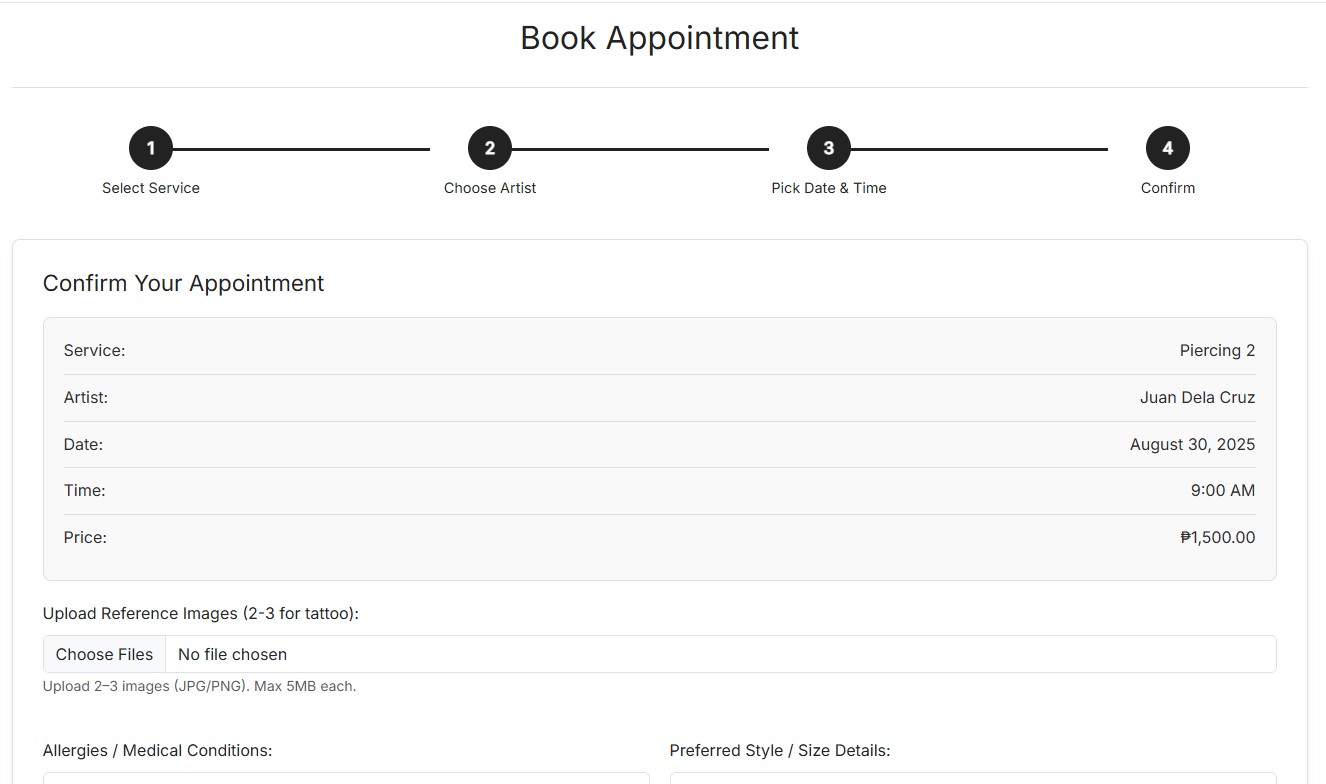 Book Appointment
1 2 3 4
Select Service Choose Artist Pick Date & Time Confirm
Confirm Your Appointment
Service: Piercing 2
Artist: Juan Dela Cruz
Date: August 30, 2025
Time: 9:00 AM
Price: ₱1,500.00
Upload Reference Images (2-3 for tattoo):
Choose Files No file chosen
Upload 2–3 images (JPG/PNG). Max 5MB each.
Allergies / Medical Conditions: Preferred Style / Size Details: